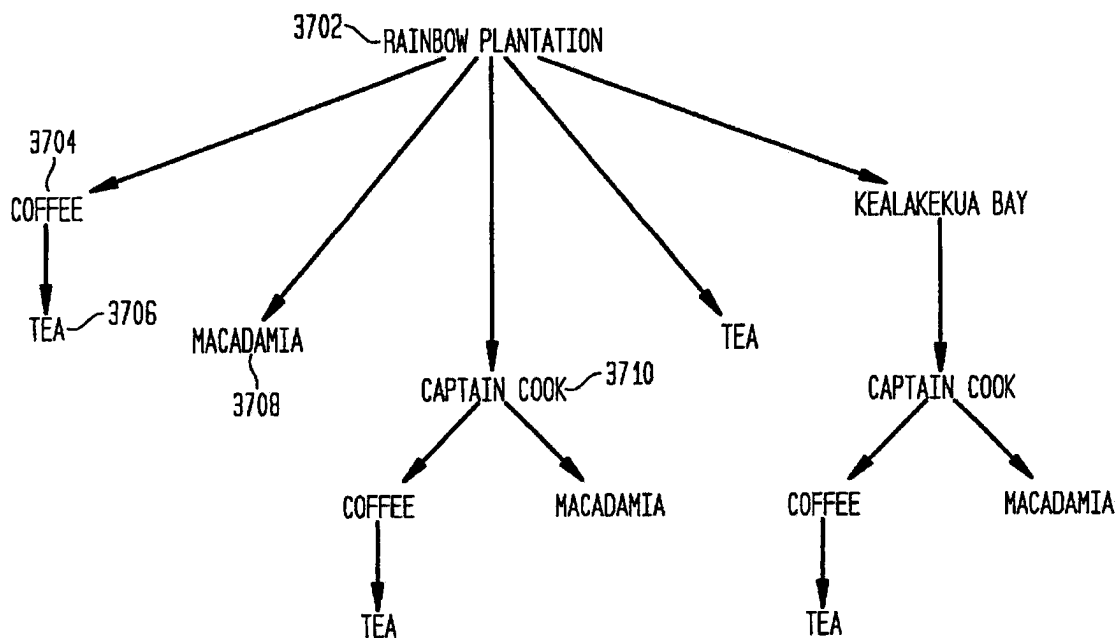 3702 RAINBOW PLANTATION
3704
COFFEE
KEALAKEKUA BAY
TEA 3706
MACADAMIA
TEA
3708
CAPTAIN COOK 3710
CAPTAIN COOK
COFFEE
MACADAMIA
COFFEE
MACADAMIA
TEA
TEA